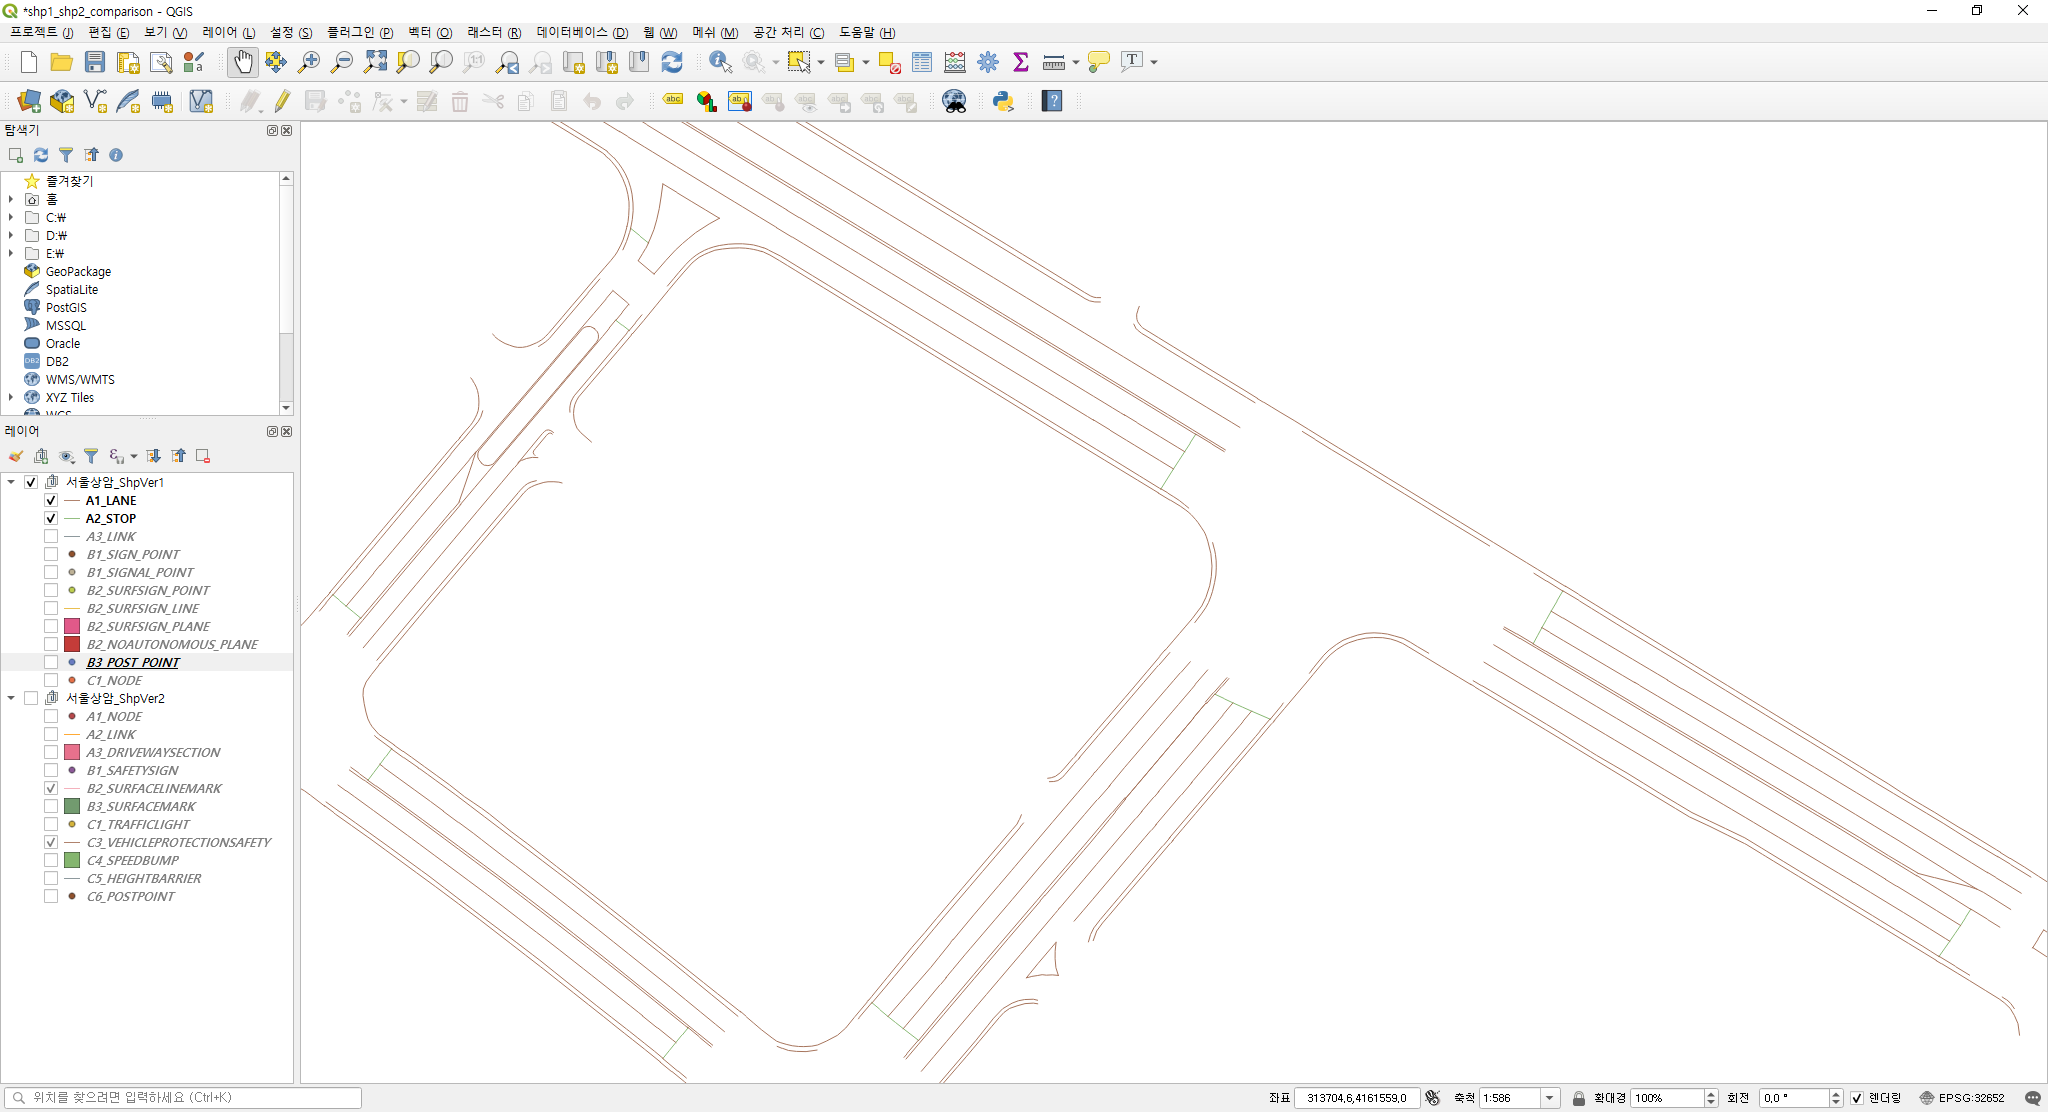 *shp1_shp2_comparison - QGIS
프로젝트 (J) 편집 (E) 보기 (V) 레이어 (L) 설정 (S) 플러그인 (P) 벡터 (O) 래스터 (R) 데이터베이스 (D) 웹 (W) 메쉬 (M) 공간 처리 (C) 도움말 (H)
탐색기
즐겨찾기
홈
C:₩
D:₩
E:₩
GeoPackage
SpatiaLite
PostGIS
MSSQL
Oracle
DB2
WMS/WMTS
XYZ Tiles
WCS
레이어
서울상암_ShpVer1
A1_LANE
A2_STOP
A3_LINK
B1_SIGN_POINT
B1_SIGNAL_POINT
B2_SURFSIGN_POINT
B2_SURFSIGN_LINE
B2_SURFSIGN_PLANE
B2_NOAUTONOMOUS_PLANE
B3_POST_POINT
C1_NODE
서울상암_ShpVer2
A1_NODE
A2_LINK
A3_DRIVEWAYSECTION
B1_SAFETYSIGN
B2_SURFACELINEMARK
B3_SURFACEMARK
C1_TRAFFICLIGHT
C3_VEHICLEPROTECTIONSAFETY
C4_SPEEDBUMP
C5_HEIGHTBARRIER
C6_POSTPOINT
위치를 찾으려면 입력하세요 (Ctrl+K) 좌표 313704,6,4161559,0 축척 1:586 확대경 100% 회전 0,0 ° 렌더링 EPSG:32652